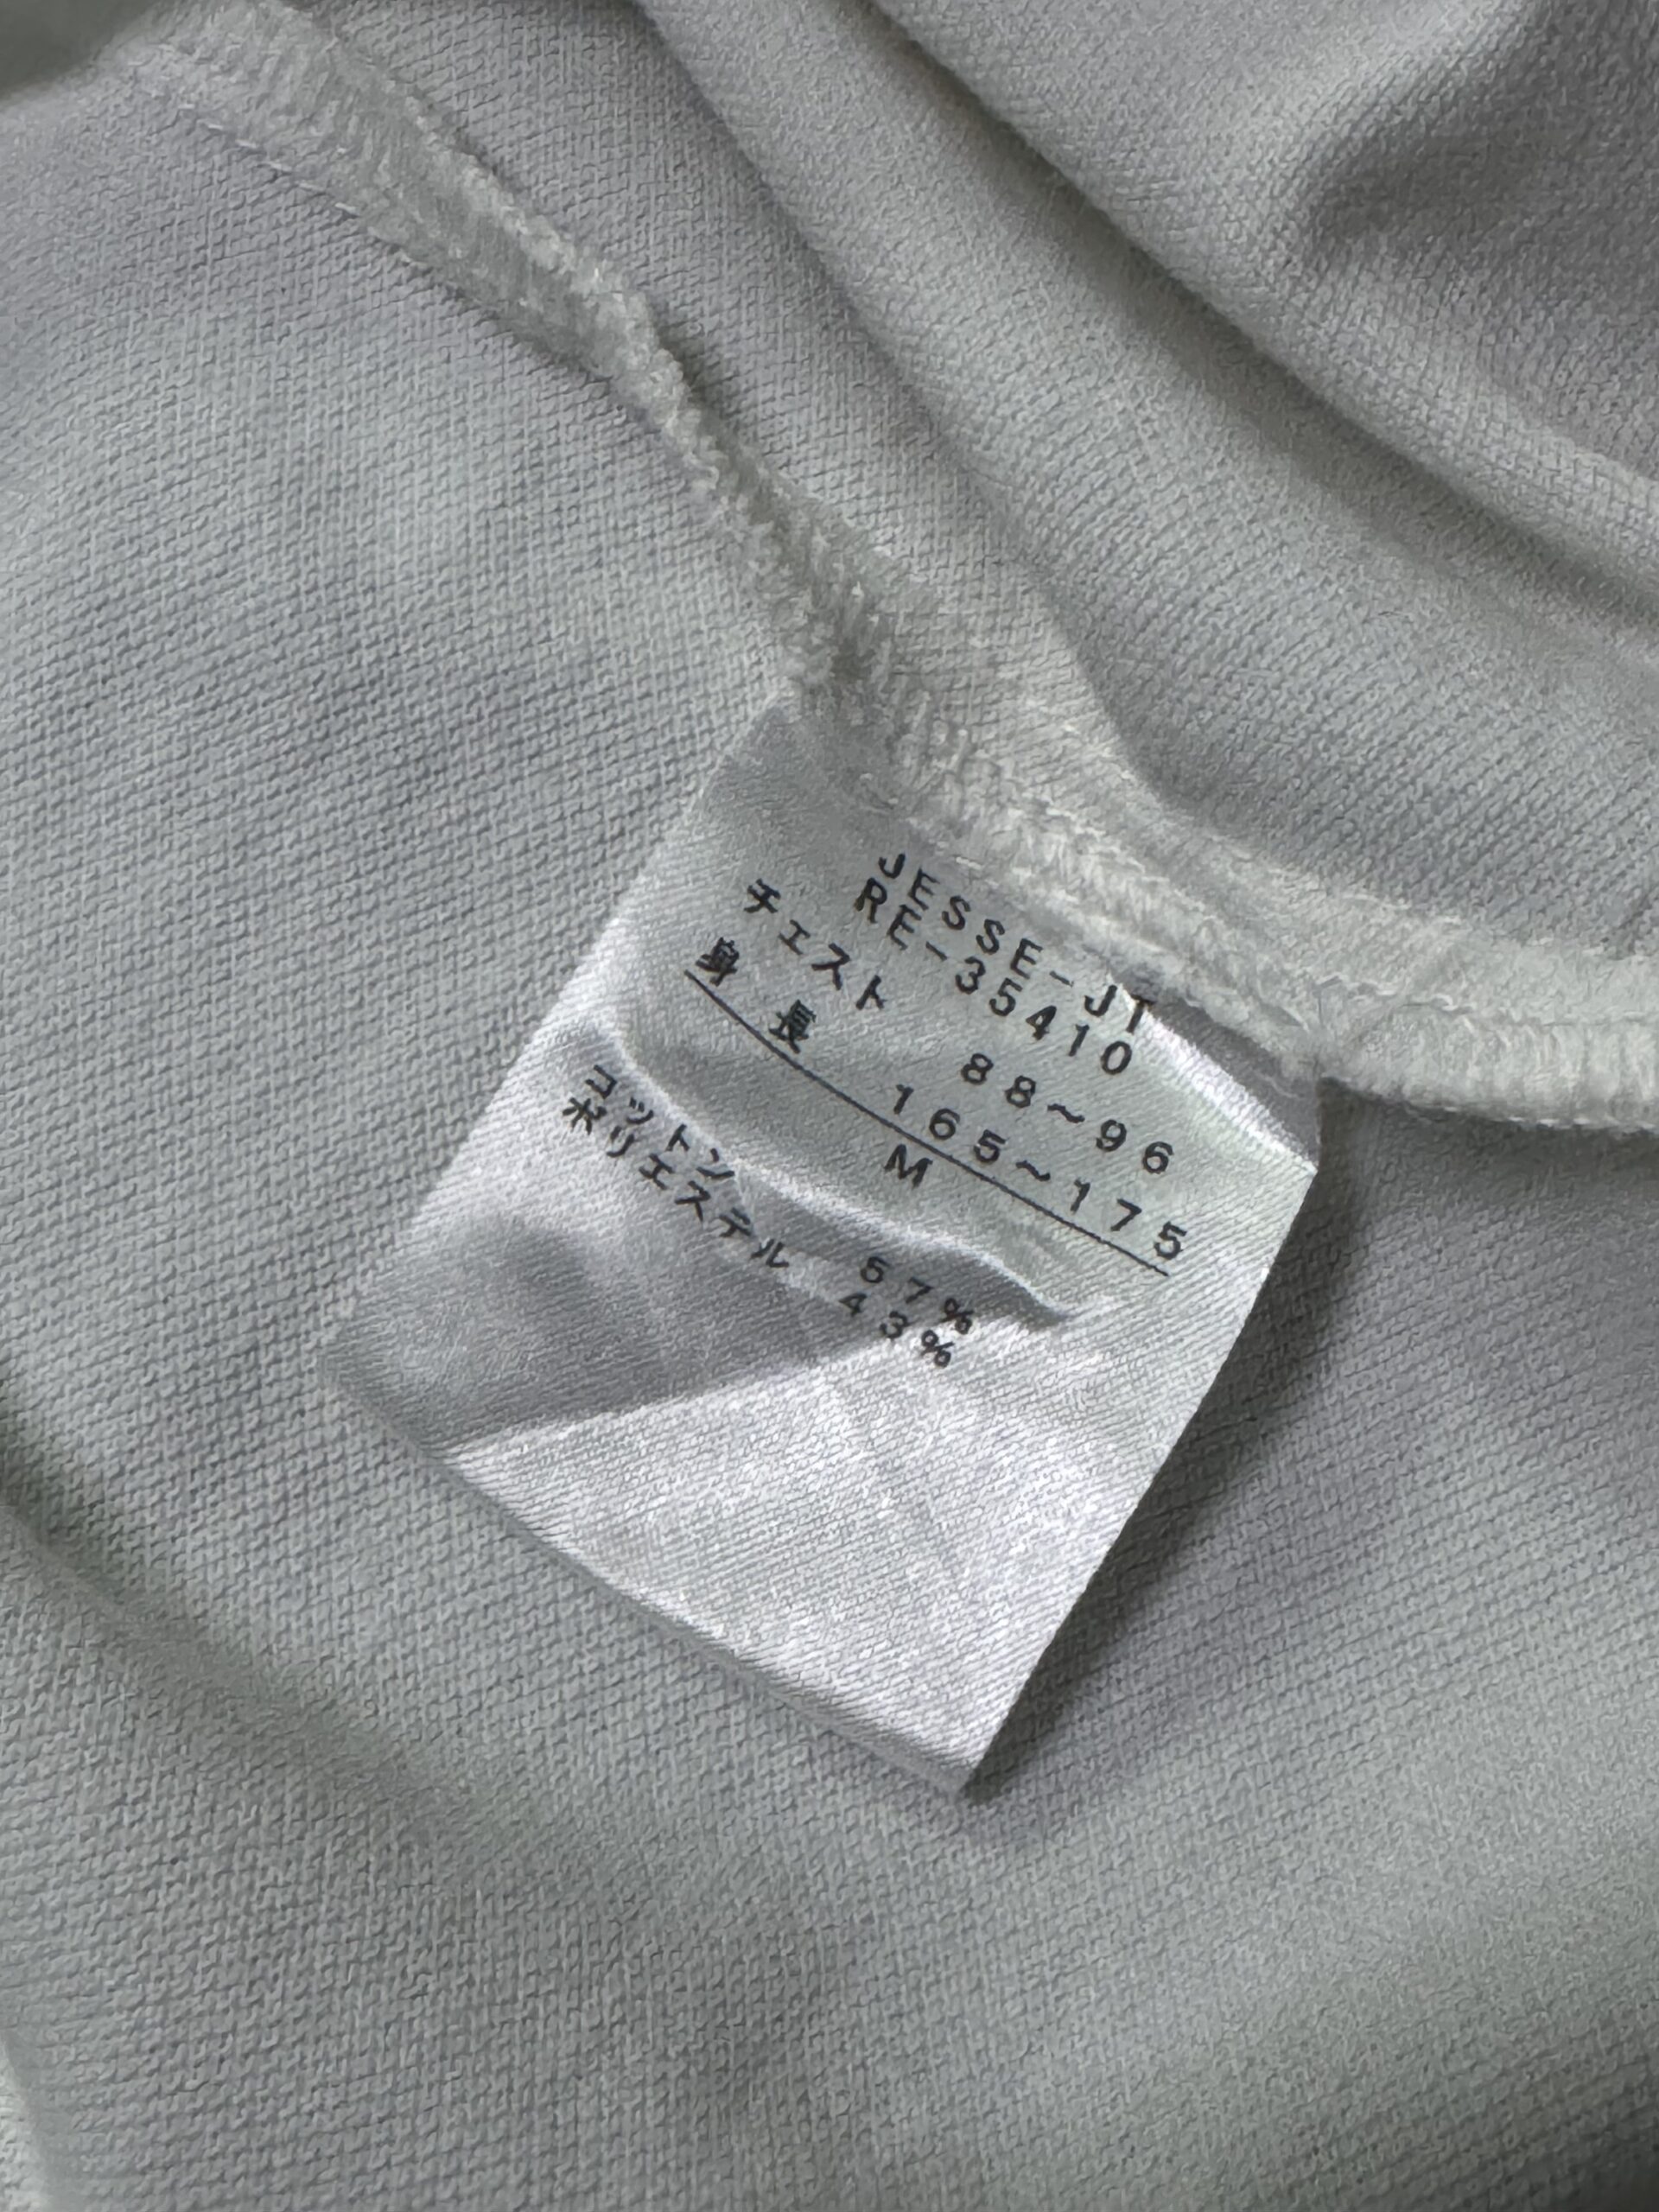 JESSE-JT
RE-35410
チェスト 88~96
身長 165~175
M
コットン 57%
ポリエステル 43%